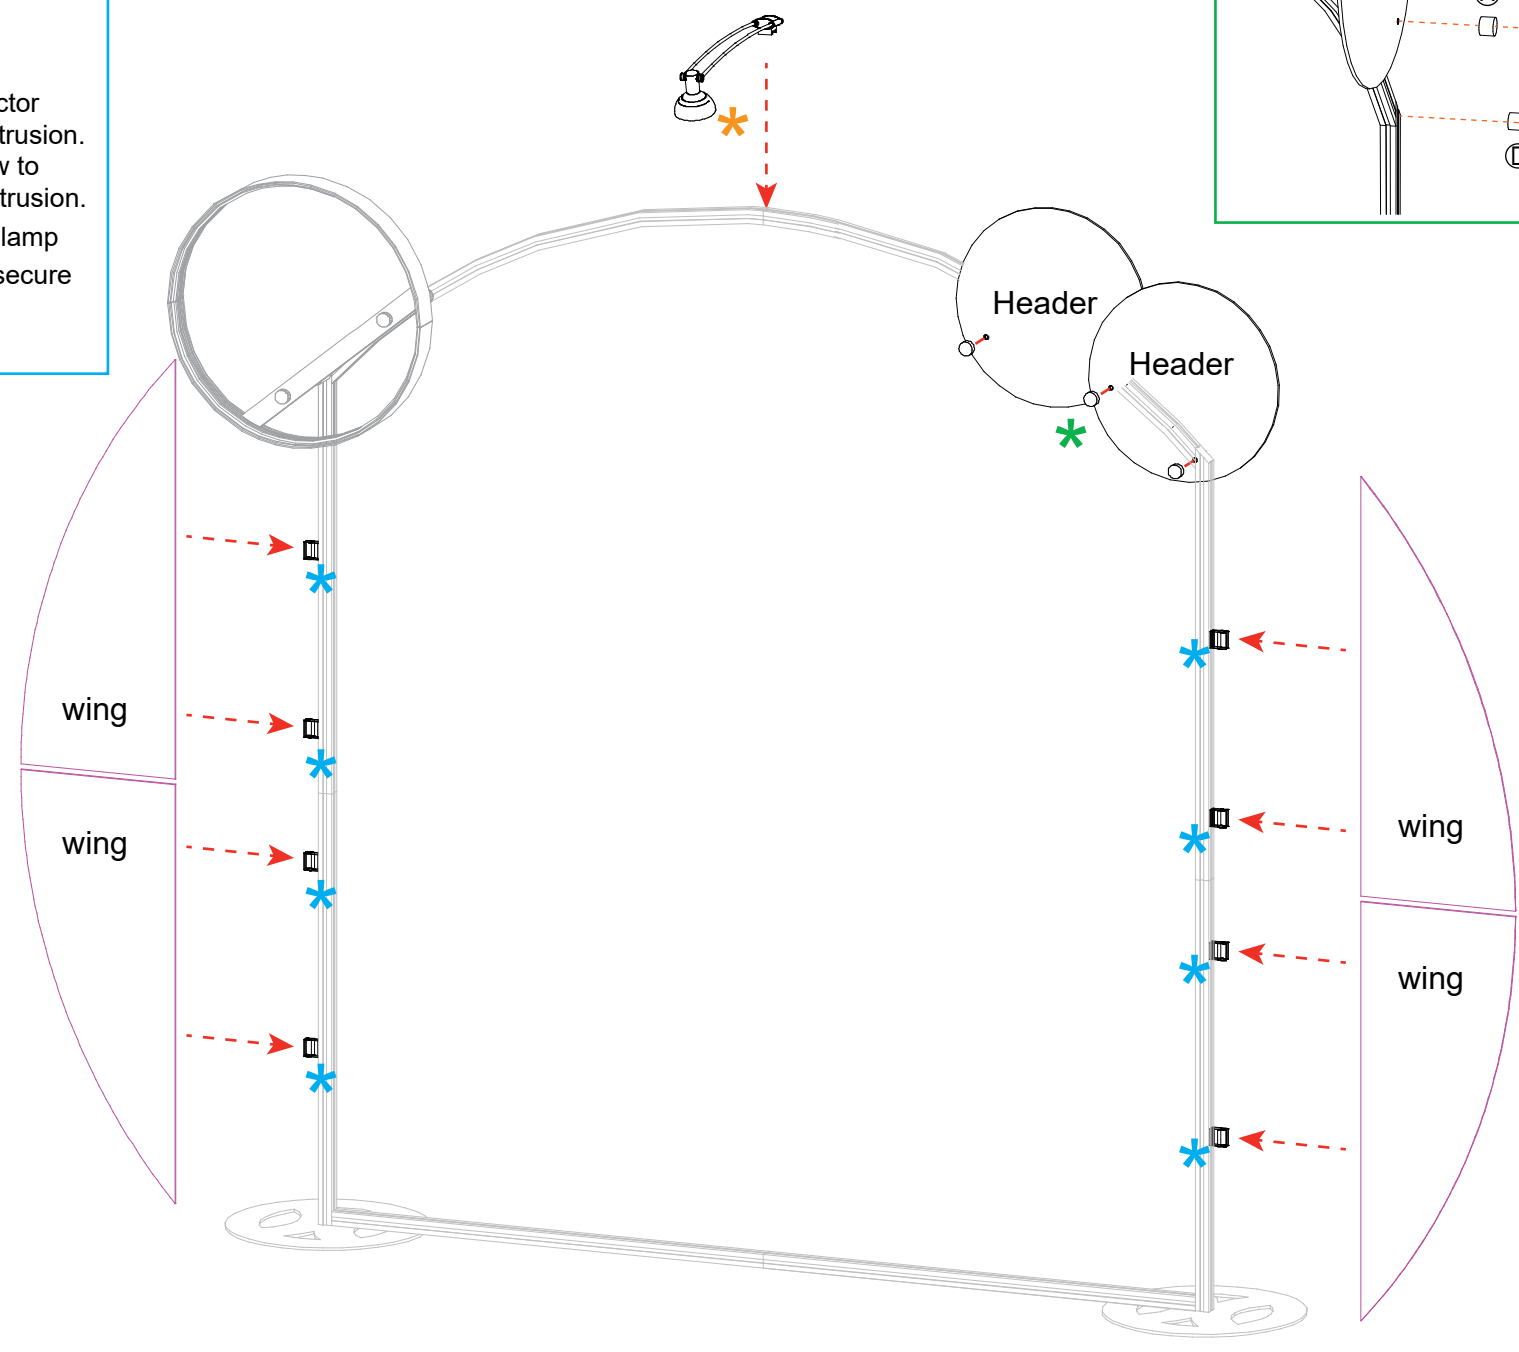 ctor
trusion.
w to
trusion.
lamp
secure
Header
Header
wing
wing
wing
wing